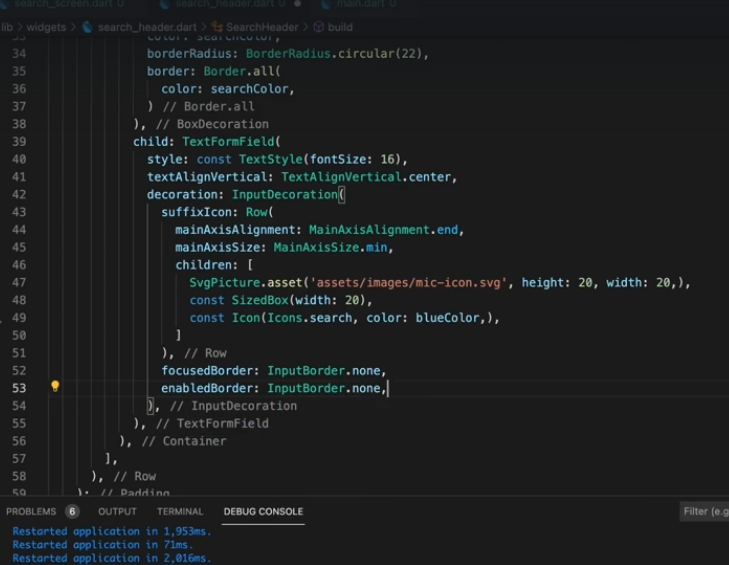 search_screen.dart 0 search_header.dart 0 main.dart 0
lib > widgets > search_header.dart > SearchHeader > build
33 color: searchColor,
34 borderRadius: BorderRadius.circular(22),
35 border: Border.all(
36 color: searchColor,
37 ) // Border.all
38 ), // BoxDecoration
39 child: TextFormField(
40 style: const TextStyle(fontSize: 16),
41 textAlignVertical: TextAlignVertical.center,
42 decoration: InputDecoration(
43 suffixIcon: Row(
44 mainAxisAlignment: MainAxisAlignment.end,
45 mainAxisSize: MainAxisSize.min,
46 children: [
47 SvgPicture.asset('assets/images/mic-icon.svg', height: 20, width: 20,),
48 const SizedBox(width: 20),
49 const Icon(Icons.search, color: blueColor,),
50 ]
51 ), // Row
52 focusedBorder: InputBorder.none,
53 enabledBorder: InputBorder.none,
54 ), // InputDecoration
55 ), // TextFormField
56 ), // Container
57 ],
58 ), // Row
59 ); // Padding
PROBLEMS 6 OUTPUT TERMINAL DEBUG CONSOLE Filter (e.g
Restarted application in 1,953ms.
Restarted application in 71ms.
Restarted application in 2,016ms.